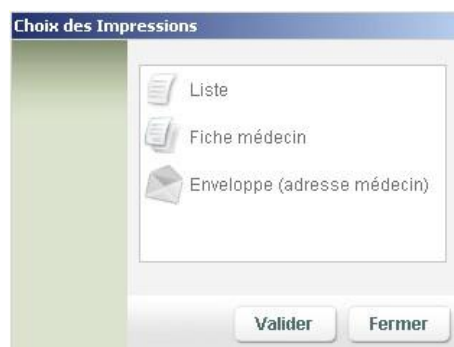 Choix des Impressions
Liste
Fiche médecin
Enveloppe (adresse médecin)
Valider
Fermer